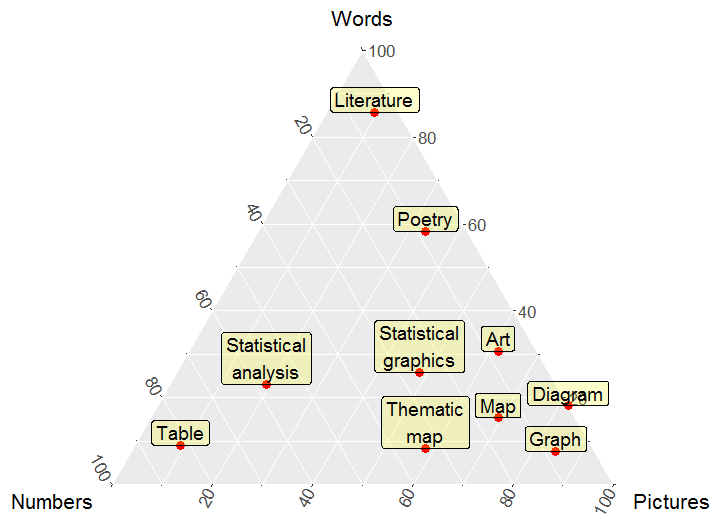 Words
100
Literature
20
80
Poetry
40
60
60
40
Statistical
graphics
Art
Statistical
analysis
80
Diagram
20
Thematic
map
Map
Table
Graph
100
Numbers
20
40
60
80
100
Pictures